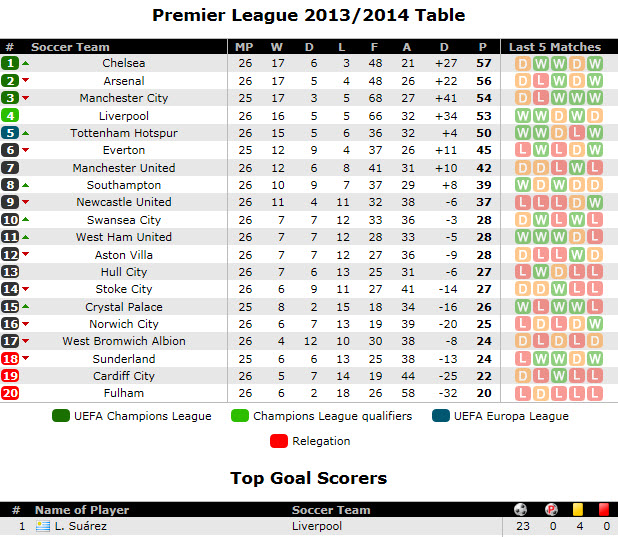 Premier League 2013/2014 Table
# Soccer Team MP W D L F A D P Last 5 Matches
1 Chelsea 26 17 6 3 48 21 +27 57 D W W D W
2 Arsenal 26 17 5 4 48 26 +22 56 D L W D W
3 Manchester City 25 17 3 5 68 27 +41 54 D L W W W
4 Liverpool 26 16 5 5 66 32 +34 53 W W D W D
5 Tottenham Hotspur 26 15 5 6 36 32 +4 50 W W D L W
6 Everton 25 12 9 4 37 26 +11 45 L W L D W
7 Manchester United 26 12 6 8 41 31 +10 42 D D L W L
8 Southampton 26 10 9 7 37 29 +8 39 W D W D D
9 Newcastle United 26 11 4 11 32 38 -6 37 L L L D W
10 Swansea City 26 7 7 12 33 36 -3 28 D W L W L
11 West Ham United 26 7 7 12 28 33 -5 28 W W W D L
12 Aston Villa 26 7 7 12 27 36 -9 28 D L L W D
13 Hull City 26 7 6 13 25 31 -6 27 L W D L L
14 Stoke City 26 6 9 11 27 41 -14 27 D D W L L
15 Crystal Palace 25 8 2 15 18 34 -16 26 W L W W L
16 Norwich City 26 6 7 13 19 39 -20 25 L D L D W
17 West Bromwich Albion 26 4 12 10 30 38 -8 24 D L D L D
18 Sunderland 25 6 6 13 25 38 -13 24 L W W D W
19 Cardiff City 26 5 7 14 19 44 -25 22 L D W L L
20 Fulham 26 6 2 18 26 58 -32 20 L D L L L
UEFA Champions League Champions League qualifiers UEFA Europa League
Relegation
Top Goal Scorers
# Name of Player Soccer Team P
1 L. Suárez Liverpool 23 0 4 0